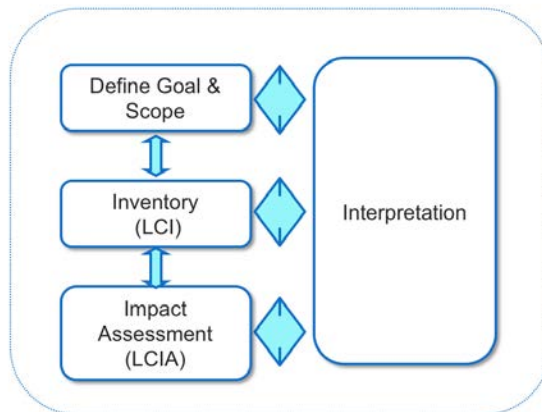 Define Goal &
Scope
Inventory
(LCI)
Impact
Assessment
(LCIA)
Interpretation